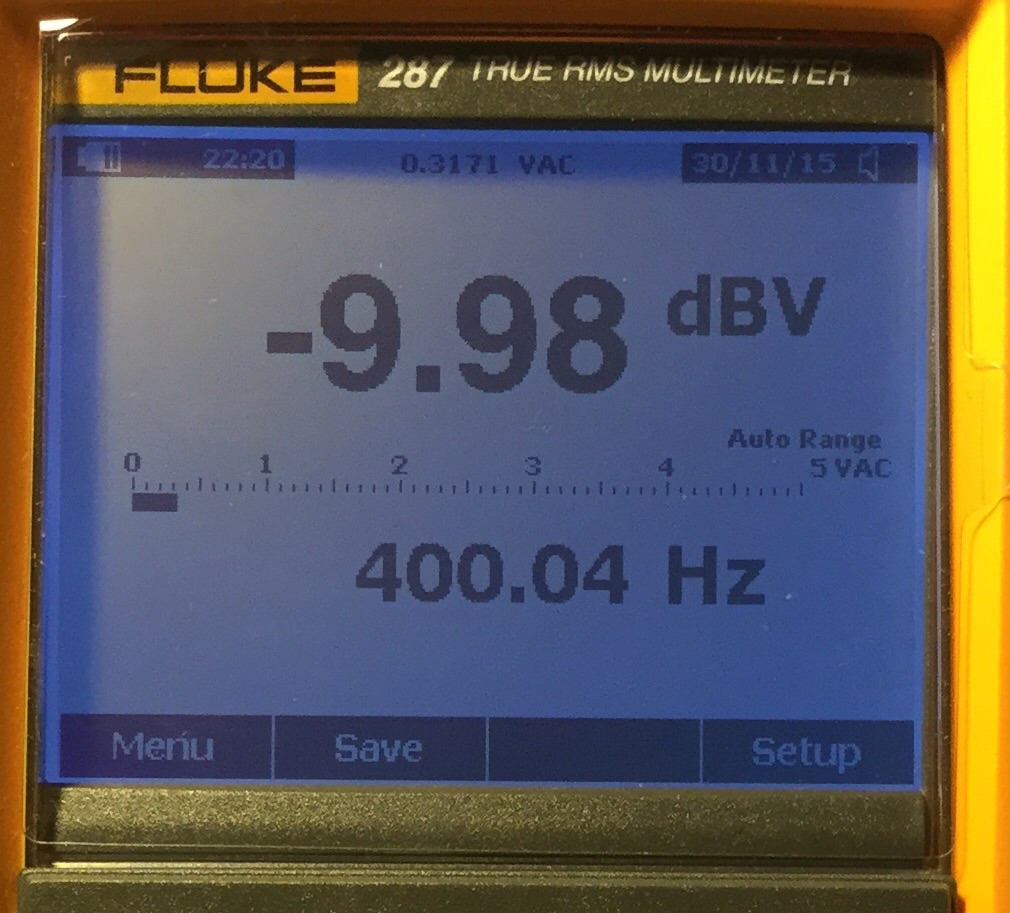 FLUKE 287 TRUE RMS MULTIMETER
22:20 0.3171 VAC 30/11/15
-9.98 dBV
Auto Range
0 1 2 3 4 5 VAC
400.04 Hz
Menu Save Setup